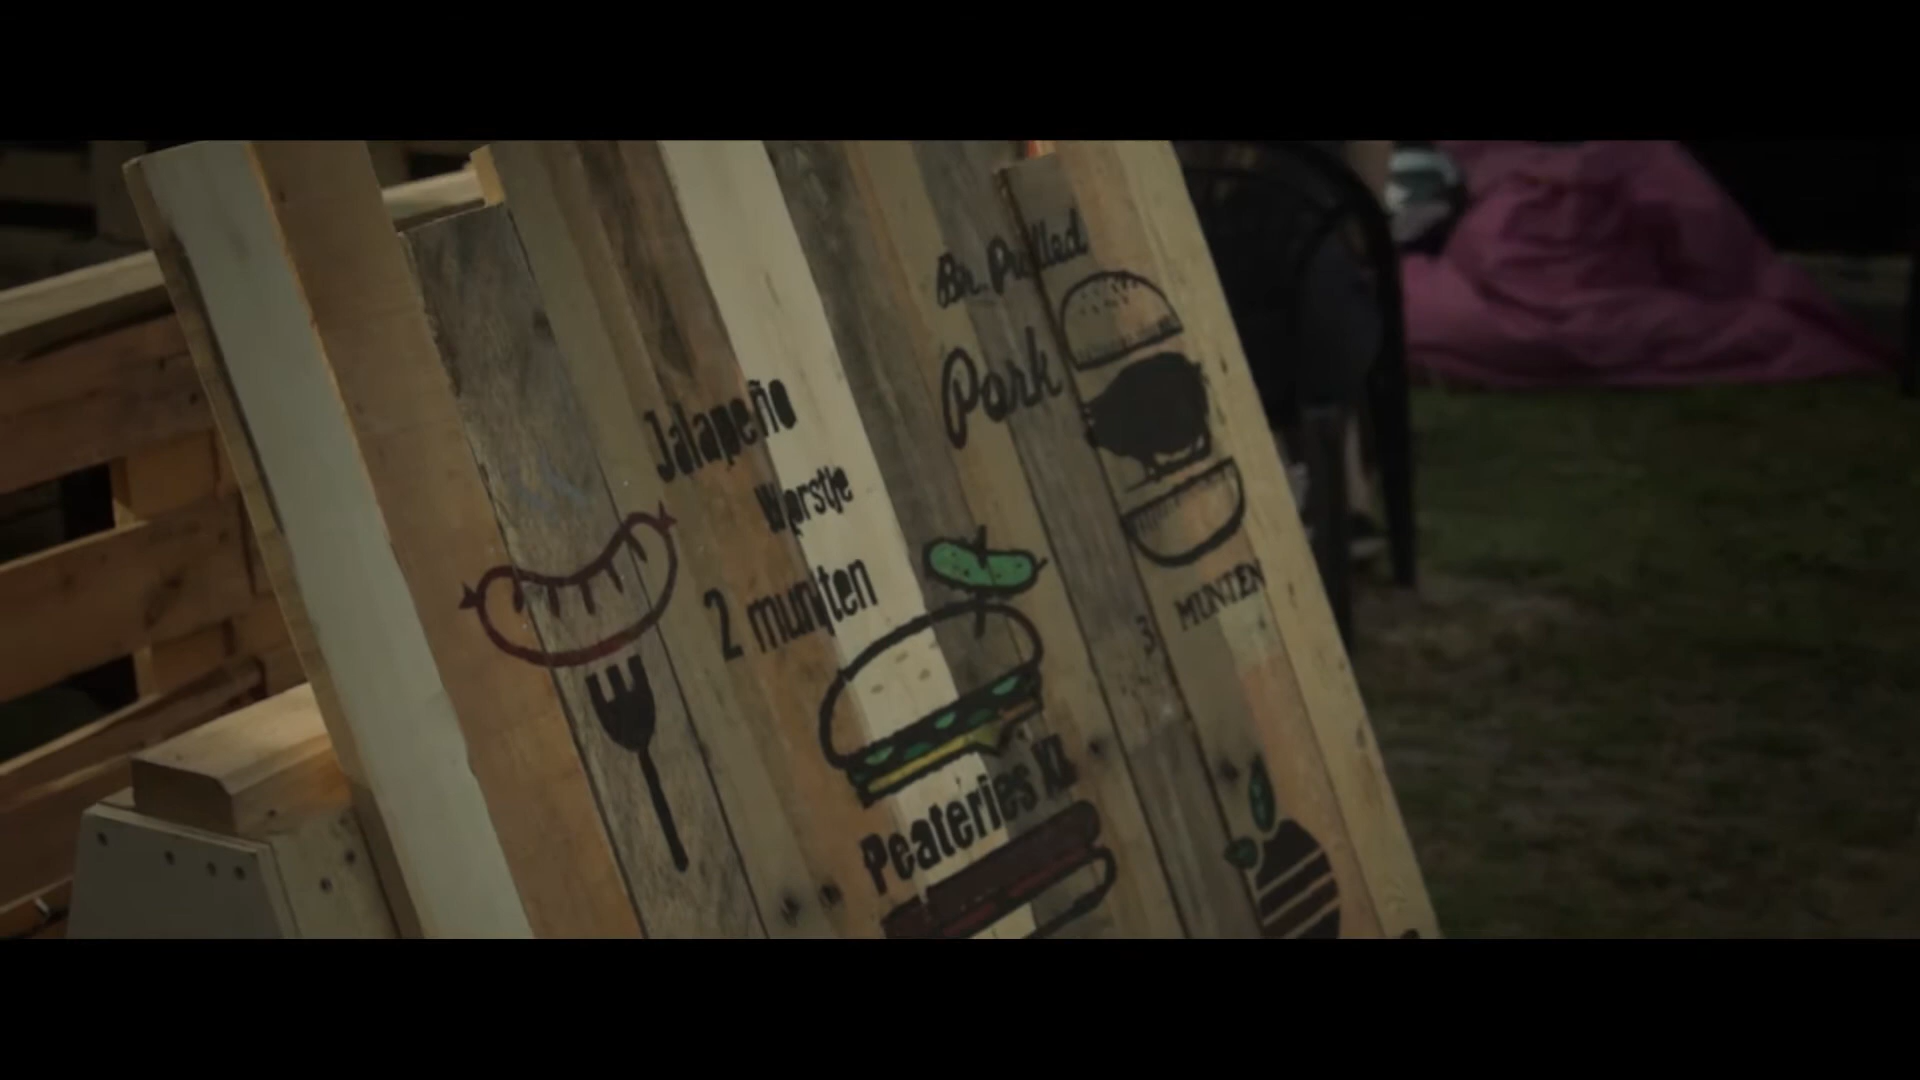 Jalapeño
Worstje
2 munten
Br. Pulled
Pork
3 MUNTEN
Peateries XL